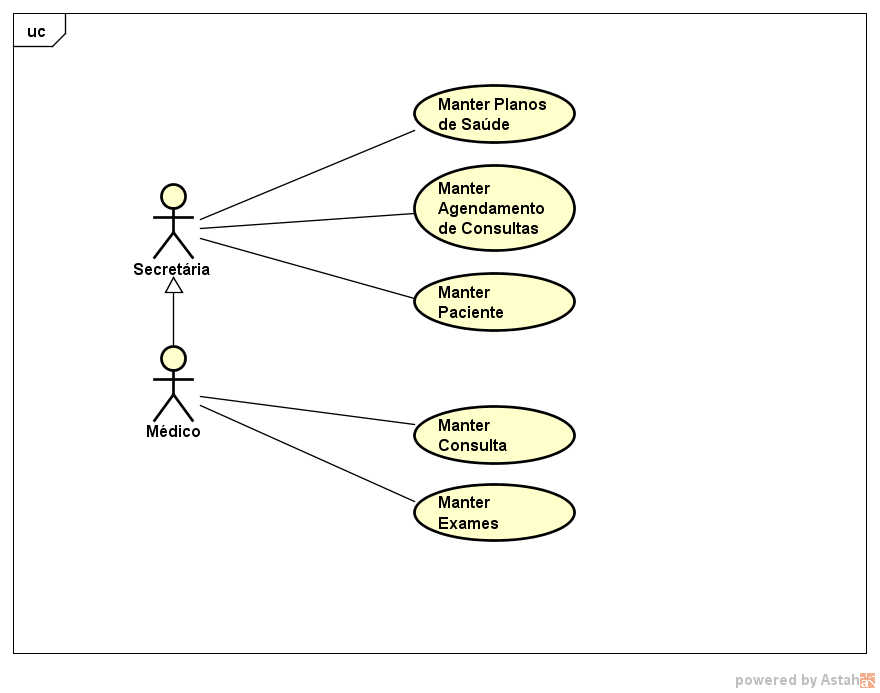 uc
Manter Planos
de Saúde
Manter
Agendamento
de Consultas
Secretária
Manter
Paciente
Médico
Manter
Consulta
Manter
Exames
powered by Astah